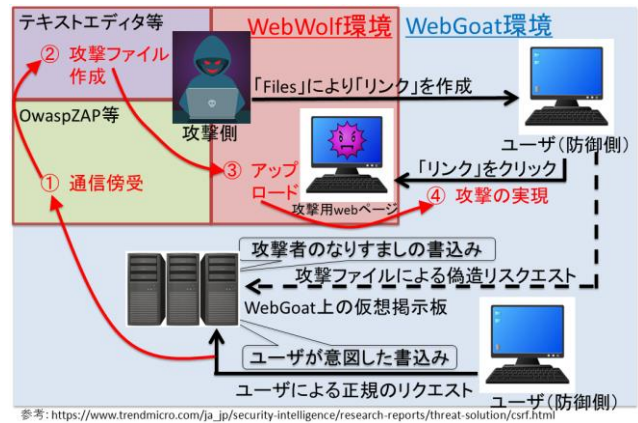 テキストエディタ等
WebWolf環境
WebGoat環境
② 攻撃ファイル
作成
「Files」により「リンク」を作成
OwaspZAP等
攻撃側
ユーザ(防御側)
「リンク」をクリック
③ アップ
ロード
① 通信傍受
④ 攻撃の実現
攻撃用webページ
攻撃者のなりすましの書込み
攻撃ファイルによる偽造リスクエスト
WebGoat上の仮想掲示板
ユーザが意図した書込み
ユーザによる正規のリクエスト
ユーザ(防御側)
参考: https://www.trendmicro.com/ja_jp/security-intelligence/research-reports/threat-solution/csrf.html